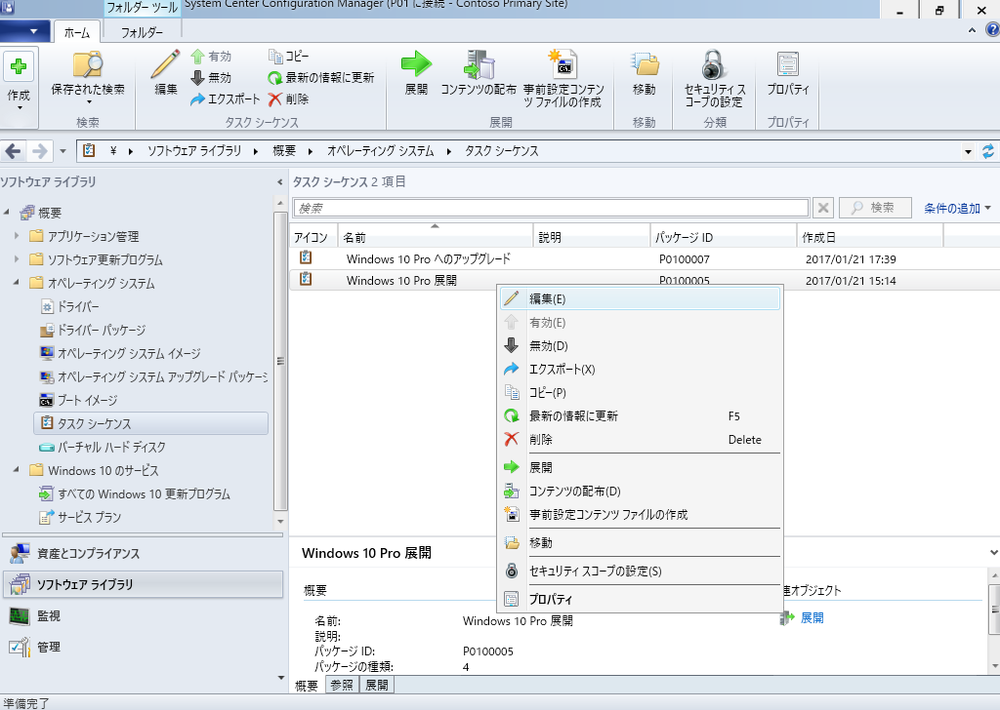 フォルダー ツール System Center Configuration Manager (P01 に接続 - Contoso Primary Site)
ホーム フォルダー
作成
保存された検索
検索
編集
有効
無効
エクスポート
コピー
最新の情報に更新
削除
タスク シーケンス
展開
コンテンツの配布
事前設定コンテン
ツ ファイルの作成
展開
移動
移動
セキュリティ ス
コープの設定
分類
プロパティ
プロパティ
¥ ソフトウェア ライブラリ 概要 オペレーティング システム タスク シーケンス
ソフトウェア ライブラリ
概要
アプリケーション管理
ソフトウェア更新プログラム
オペレーティング システム
ドライバー
ドライバー パッケージ
オペレーティング システム イメージ
オペレーティング システム アップグレード パッケージ
ブート イメージ
タスク シーケンス
バーチャル ハード ディスク
Windows 10 のサービス
すべての Windows 10 更新プログラム
サービス プラン
資産とコンプライアンス
ソフトウェア ライブラリ
監視
管理
タスク シーケンス 2 項目
検索 検索 条件の追加
アイコン 名前 説明 パッケージ ID 作成日
Windows 10 Pro へのアップグレード P0100007 2017/01/21 17:39
Windows 10 Pro 展開 P0100005 2017/01/21 15:14
編集(E)
有効(E)
無効(D)
エクスポート(X)
コピー(P)
最新の情報に更新 F5
削除 Delete
展開
コンテンツの配布(D)
事前設定コンテンツ ファイルの作成
移動
セキュリティ スコープの設定(S)
プロパティ
Windows 10 Pro 展開
概要
名前: Windows 10 Pro 展開
説明:
パッケージ ID: P0100005
パッケージの種類: 4
連オブジェクト
展開
概要 参照 展開
準備完了